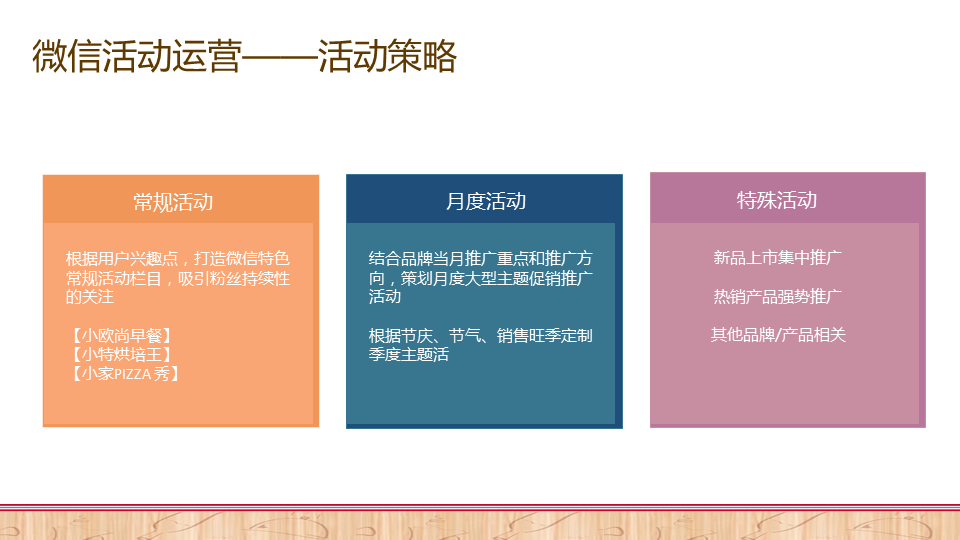 微信活动运营——活动策略
常规活动
根据用户兴趣点，打造微信特色
常规活动栏目，吸引粉丝持续性
的关注
【小欧尚早餐】
【小特烘培王】
【小家PIZZA 秀】
月度活动
结合品牌当月推广重点和推广方
向，策划月度大型主题促销推广
活动
根据节庆、节气、销售旺季定制
季度主题活
特殊活动
新品上市集中推广
热销产品强势推广
其他品牌/产品相关